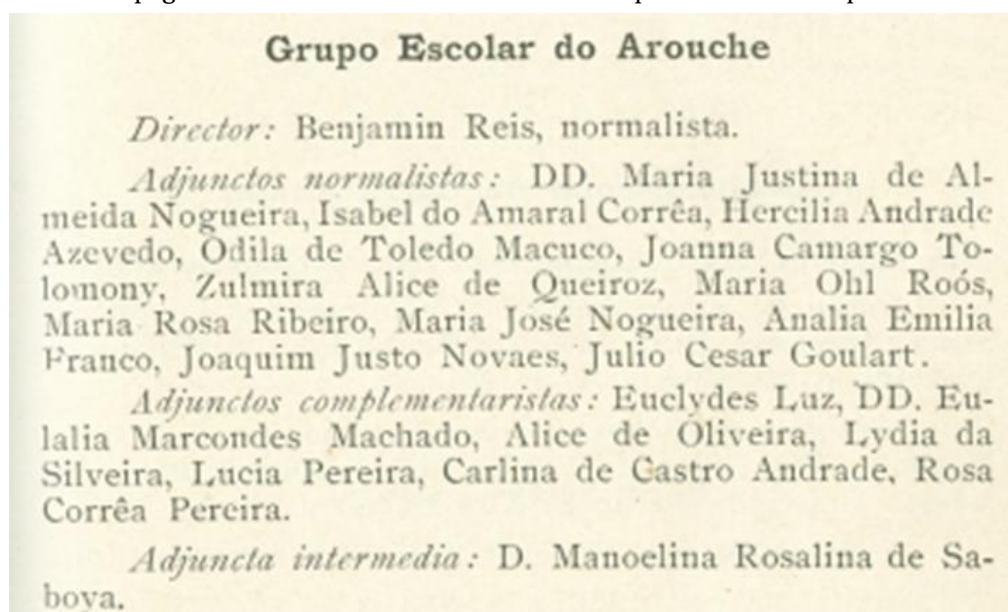 Grupo Escolar do Arouche
Director: Benjamin Reis, normalista.
Adjunctos normalistas: DD. Maria Justina de Al-
meida Nogueira, Isabel do Amaral Corrêa, Hercilia Andrade
Azevedo, Odila de Toledo Macuco, Joanna Camargo To-
lomony, Zulmira Alice de Queiroz, Maria Ohl Roós,
Maria Rosa Ribeiro, Maria José Nogueira, Analia Emilia
Franco, Joaquim Justo Novaes, Julio Cesar Goulart.
Adjunctos complementaristas: Euclydes Luz, DD. Eu-
lalia Marcondes Machado, Alice de Oliveira, Lydia da
Silveira, Lucia Pereira, Carlina de Castro Andrade, Rosa
Corrêa Pereira.
Adjuncta intermedia: D. Manoelina Rosalina de Sa-
boya.